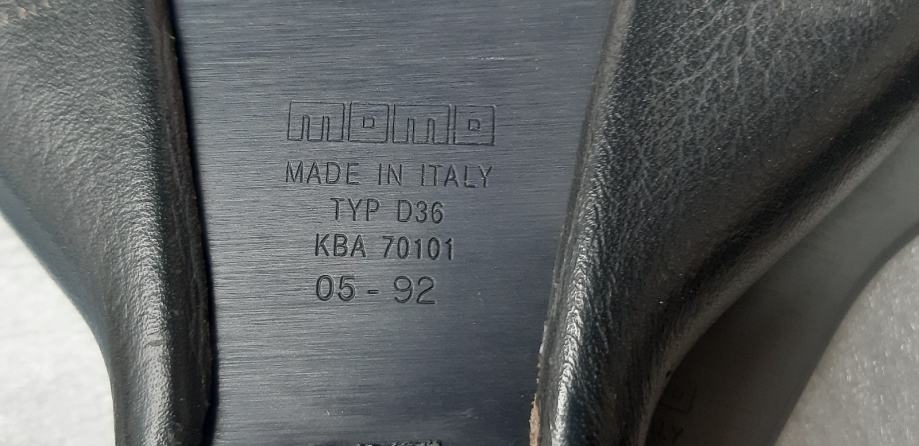 momo
MADE IN ITALY
TYP D36
KBA 70101
05 - 92